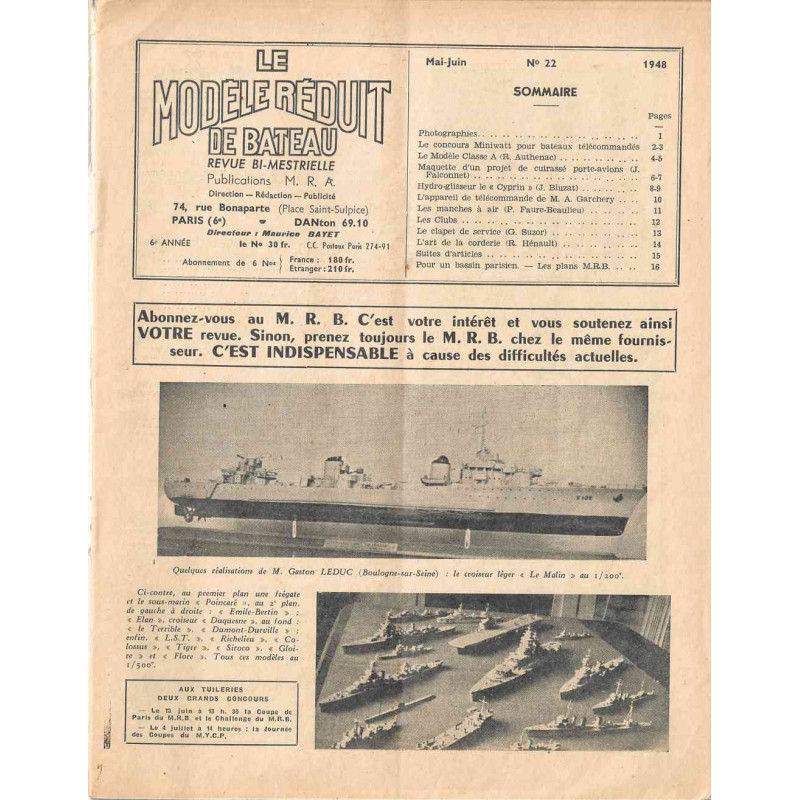 LE
MODÈLE RÉDUIT
DE BATEAU
REVUE BI-MESTRIELLE
Publications M. R. A.
Direction — Rédaction — Publicité
74, rue Bonaparte (Place Saint-Sulpice)
PARIS (6e) DANton 69.10
Directeur : Maurice BAYET
6e ANNÉE le No 30 fr. C.C. Postaux Paris 274-91
Abonnement de 6 Nos { France : 180 fr.
Etranger : 210 fr.
Mai-Juin No 22 1948
SOMMAIRE
Pages
Photographies 1
Le concours Miniwatt pour bateaux télécommandés 2-3
Le Modèle Classe A (R. Authenac) 4-5
Maquette d'un projet de cuirassé porte-avions (J.
Falconnet) 6-7
Hydro-glisseur le « Cyprin » (J. Bluzat) 8-9
L'appareil de télécommande de M. A. Garchery 10
Les manches à air (P. Faure-Beaulieu) 11
Les Clubs 12
Le clapet de service (G. Suzor) 13
L'art de la corderie (R. Hénault) 14
Suites d'articles 15
Pour un bassin parisien. — Les plans M.R.B. 16
Abonnez-vous au M. R. B. C'est votre intérêt et vous soutenez ainsi
VOTRE revue. Sinon, prenez toujours le M. R. B. chez le même fournis-
seur. C'EST INDISPENSABLE à cause des difficultés actuelles.
X102
Quelques réalisations de M. Gaston LEDUC (Boulogne-sur-Seine) : le croiseur léger « Le Malin » au 1/200e.
Ci-contre, au premier plan une frégate
et le sous-marin « Poincaré », au 2e plan,
de gauche à droite : « Emile-Bertin » ;
« Elan », croiseur « Duquesne », au fond :
« le Terrible », « Dumont-Durville » ;
enfin, « L.S.T. », « Richelieu », « Co-
lossus », « Tigre », « Siroco », « Gloi-
re » et « Flore ». Tous ces modèles au
1/500e.
AUX TUILERIES
DEUX GRANDS CONCOURS
— Le 13 juin à 13 h. 30 la Coupe de
Paris du M.R.B. et le Challenge du M.R.B.
— Le 4 juillet à 14 heures : la Journée
des Coupes du M.Y.C.P.